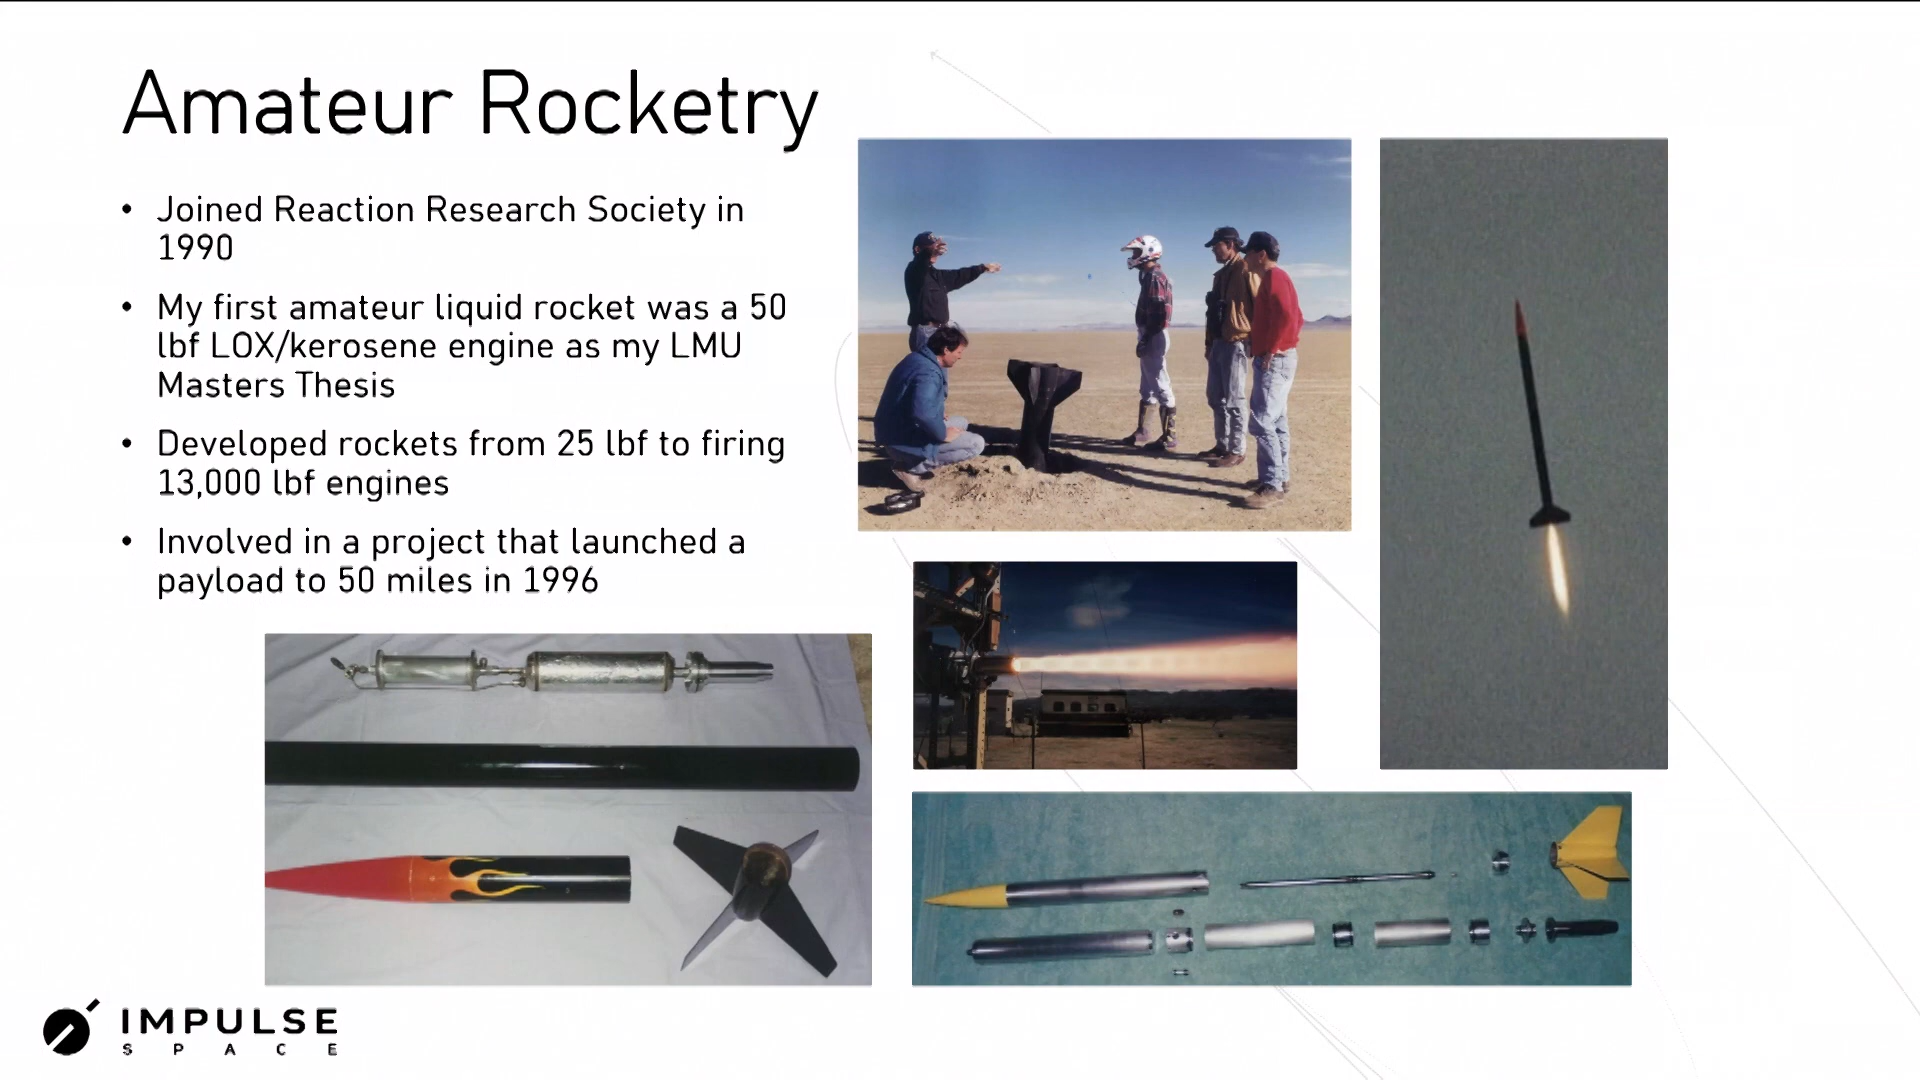 Amateur Rocketry
• Joined Reaction Research Society in
1990
• My first amateur liquid rocket was a 50
lbf LOX/kerosene engine as my LMU
Masters Thesis
• Developed rockets from 25 lbf to firing
13,000 lbf engines
• Involved in a project that launched a
payload to 50 miles in 1996
IMPULSE
SPACE